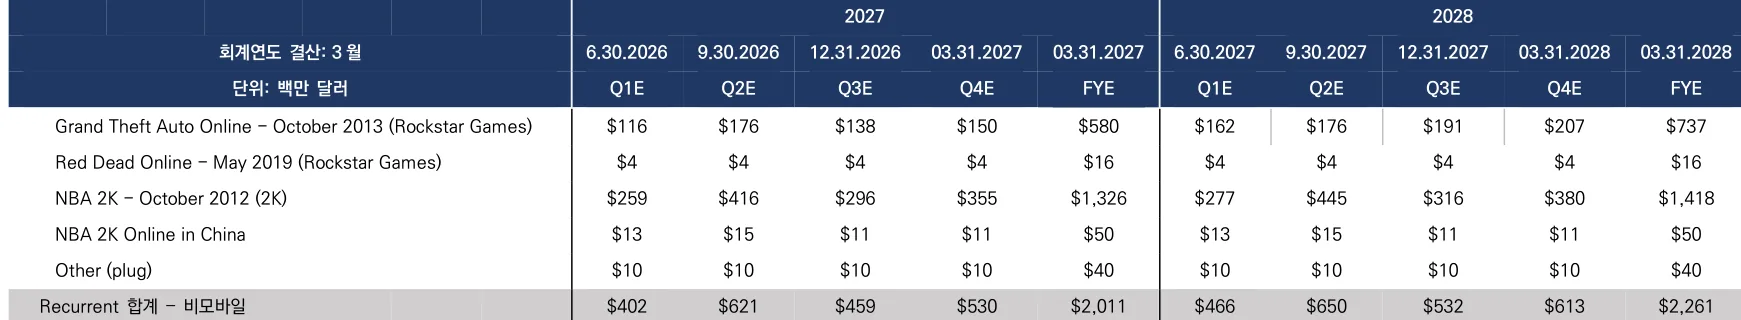 2027 2028
회계연도 결산: 3월 6.30.2026 9.30.2026 12.31.2026 03.31.2027 03.31.2027 6.30.2027 9.30.2027 12.31.2027 03.31.2028 03.31.2028
단위: 백만 달러 Q1E Q2E Q3E Q4E FYE Q1E Q2E Q3E Q4E FYE
Grand Theft Auto Online - October 2013 (Rockstar Games) $116 $176 $138 $150 $580 $162 $176 $191 $207 $737
Red Dead Online - May 2019 (Rockstar Games) $4 $4 $4 $4 $16 $4 $4 $4 $4 $16
NBA 2K - October 2012 (2K) $259 $416 $296 $355 $1,326 $277 $445 $316 $380 $1,418
NBA 2K Online in China $13 $15 $11 $11 $50 $13 $15 $11 $11 $50
Other (plug) $10 $10 $10 $10 $40 $10 $10 $10 $10 $40
Recurrent 합계 - 비모바일 $402 $621 $459 $530 $2,011 $466 $650 $532 $613 $2,261